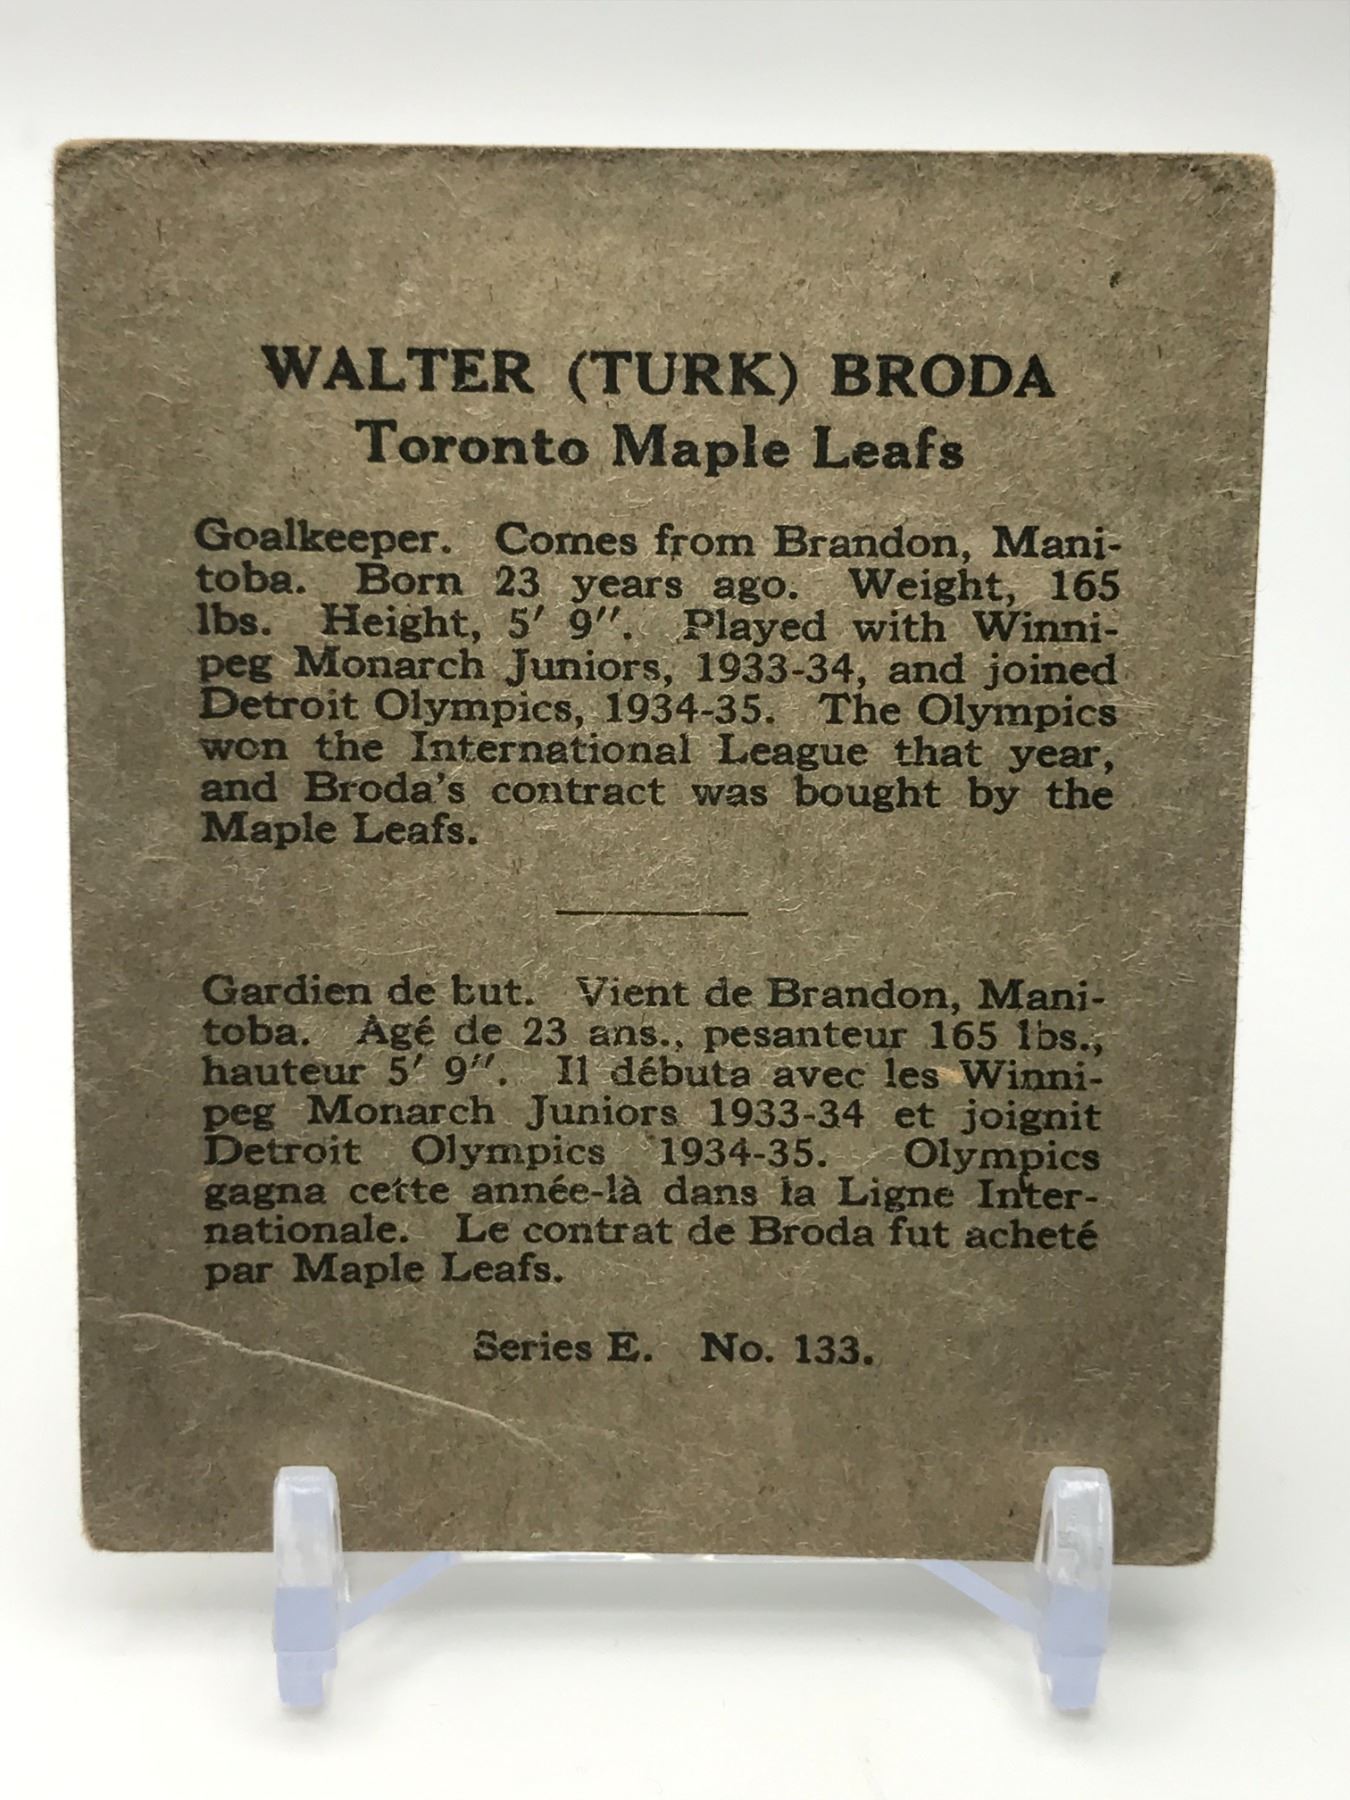 WALTER (TURK) BRODA
Toronto Maple Leafs
Goalkeeper. Comes from Brandon, Mani-
toba. Born 23 years ago. Weight, 165
lbs. Height, 5′ 9″. Played with Winni-
peg Monarch Juniors, 1933-34, and joined
Detroit Olympics, 1934-35. The Olympics
won the International League that year,
and Broda's contract was bought by the
Maple Leafs.
Gardien de but. Vient de Brandon, Mani-
toba. Âgé de 23 ans., pesanteur 165 lbs.,
hauteur 5′ 9″. Il débuta avec les Winni-
peg Monarch Juniors 1933-34 et joignit
Detroit Olympics 1934-35. Olympics
gagna cette année-là dans la Ligne Inter-
nationale. Le contrat de Broda fut acheté
par Maple Leafs.
Series E. No. 133.